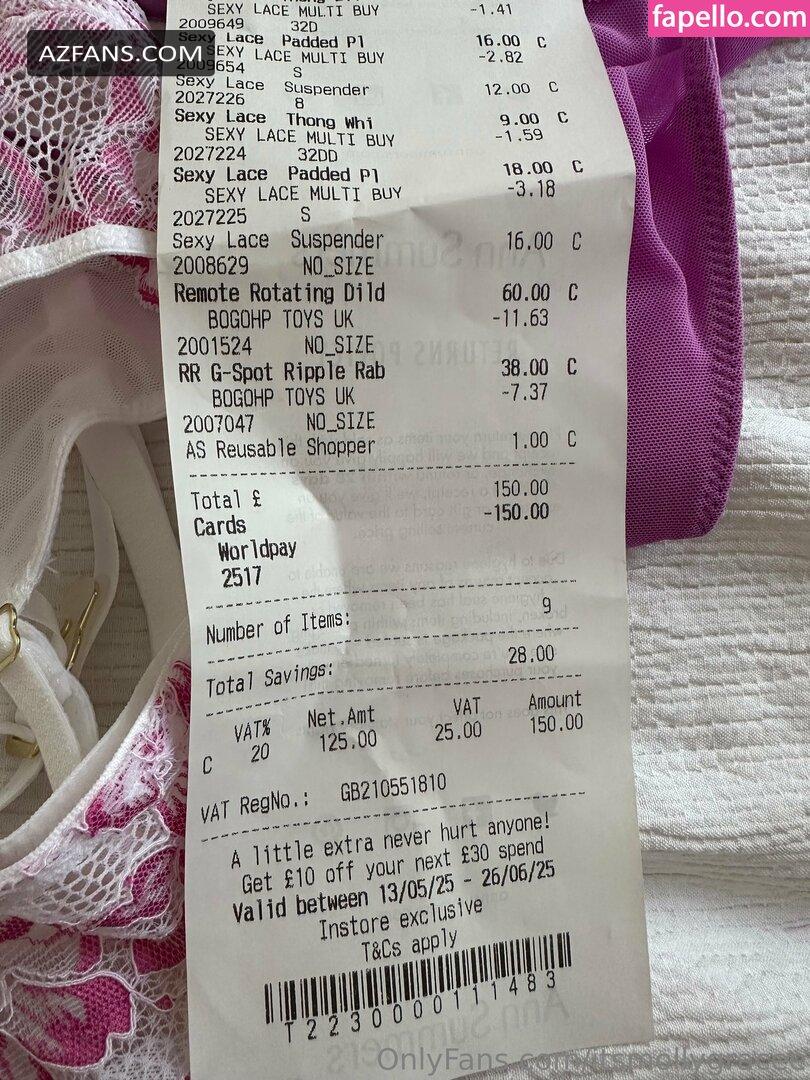 fapello.com
AZFANS.COM
SEXY LACE MULTI BUY -1.41
2009649 32D
Sexy Lace Padded Pl 16.00 C
SEXY LACE MULTI BUY -2.82
2009654 S
Sexy Lace Suspender 12.00 C
2027226 8
Sexy Lace Thong Whi 9.00 C
SEXY LACE MULTI BUY -1.59
2027224 32DD
Sexy Lace Padded Pl 18.00 C
SEXY LACE MULTI BUY -3.18
2027225 S
Sexy Lace Suspender 16.00 C
2008629 NO_SIZE
Remote Rotating Dild 60.00 C
BOGOHP TOYS UK -11.63
2001524 NO_SIZE
RR G-Spot Ripple Rab 38.00 C
BOGOHP TOYS UK -7.37
2007047 NO_SIZE
AS Reusable Shopper 1.00 C
Total £ 150.00
Cards -150.00
Worldpay
2517
Number of Items: 9
Total Savings: 28.00
VAT% Net.Amt VAT Amount
C 20 125.00 25.00 150.00
VAT RegNo.: GB210551810
A little extra never hurt anyone!
Get £10 off your next £30 spend
Valid between 13/05/25 - 26/06/25
Instore exclusive
T&Cs apply
T2230000111483
Ann Summers